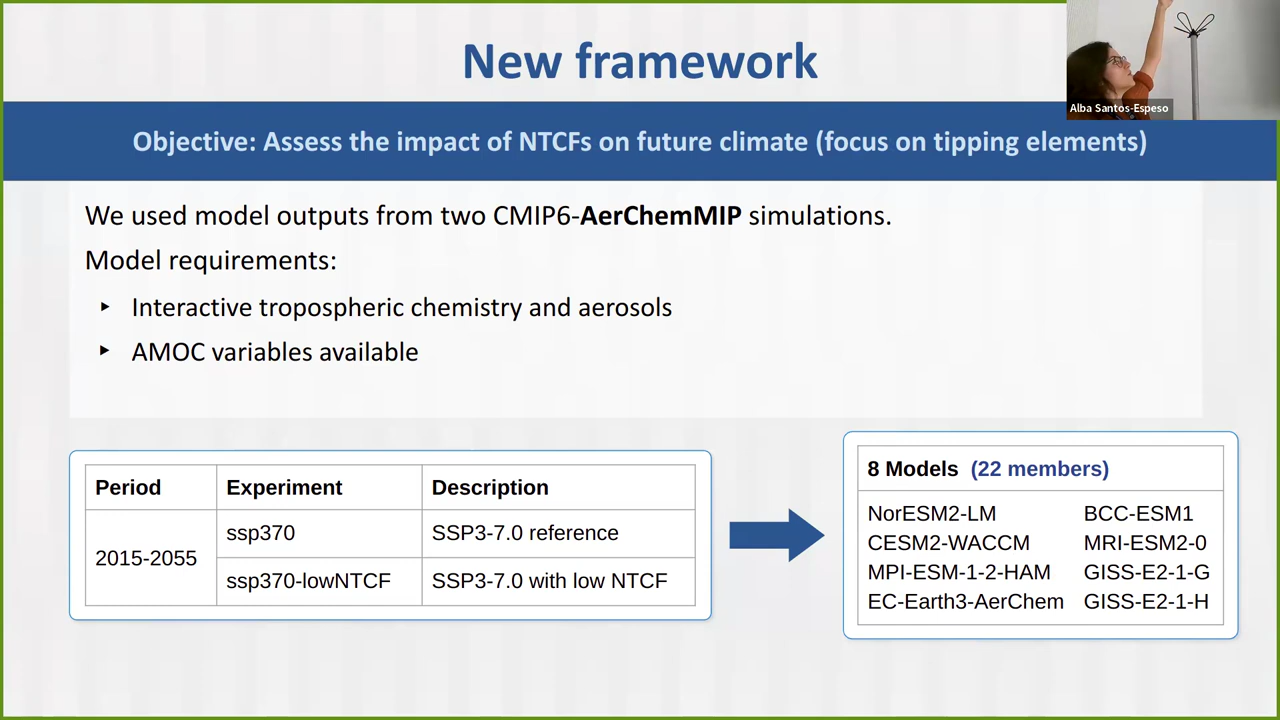 New framework
Alba Santos-Espeso
Objective: Assess the impact of NTCFs on future climate (focus on tipping elements)
We used model outputs from two CMIP6-AerChemMIP simulations.
Model requirements:
‣ Interactive tropospheric chemistry and aerosols
‣ AMOC variables available
Period Experiment Description
2015-2055
ssp370 SSP3-7.0 reference
ssp370-lowNTCF SSP3-7.0 with low NTCF
8 Models (22 members)
NorESM2-LM BCC-ESM1
CESM2-WACCM MRI-ESM2-0
MPI-ESM-1-2-HAM GISS-E2-1-G
EC-Earth3-AerChem GISS-E2-1-H